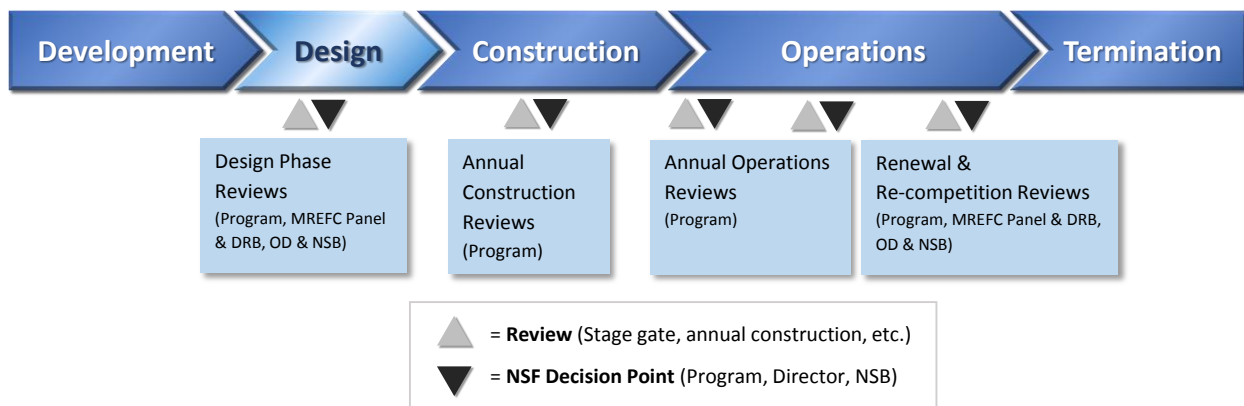 Development
Design
Construction
Operations
Termination
Design Phase
Reviews
(Program, MREFC Panel
& DRB, OD & NSB)
Annual
Construction
Reviews
(Program)
Annual Operations
Reviews
(Program)
Renewal &
Re-competition Reviews
(Program, MREFC Panel & DRB,
OD & NSB)
= Review (Stage gate, annual construction, etc.)
= NSF Decision Point (Program, Director, NSB)